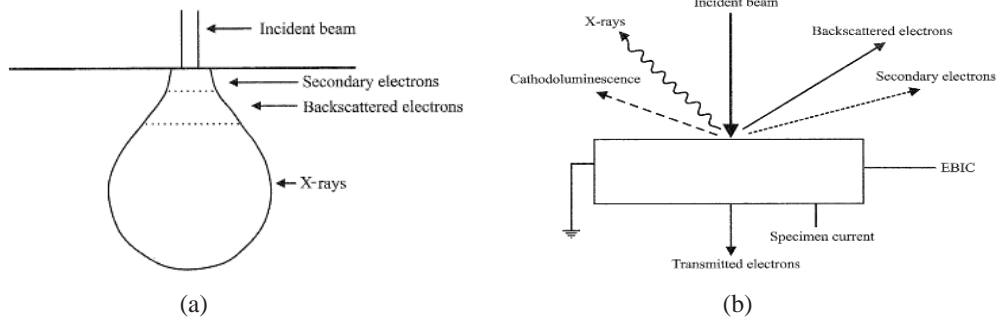 Incident beam
Secondary electrons
Backscattered electrons
X-rays
(a)
Incident beam
X-rays
Backscattered electrons
Cathodoluminescence
Secondary electrons
EBIC
Specimen current
Transmitted electrons
(b)